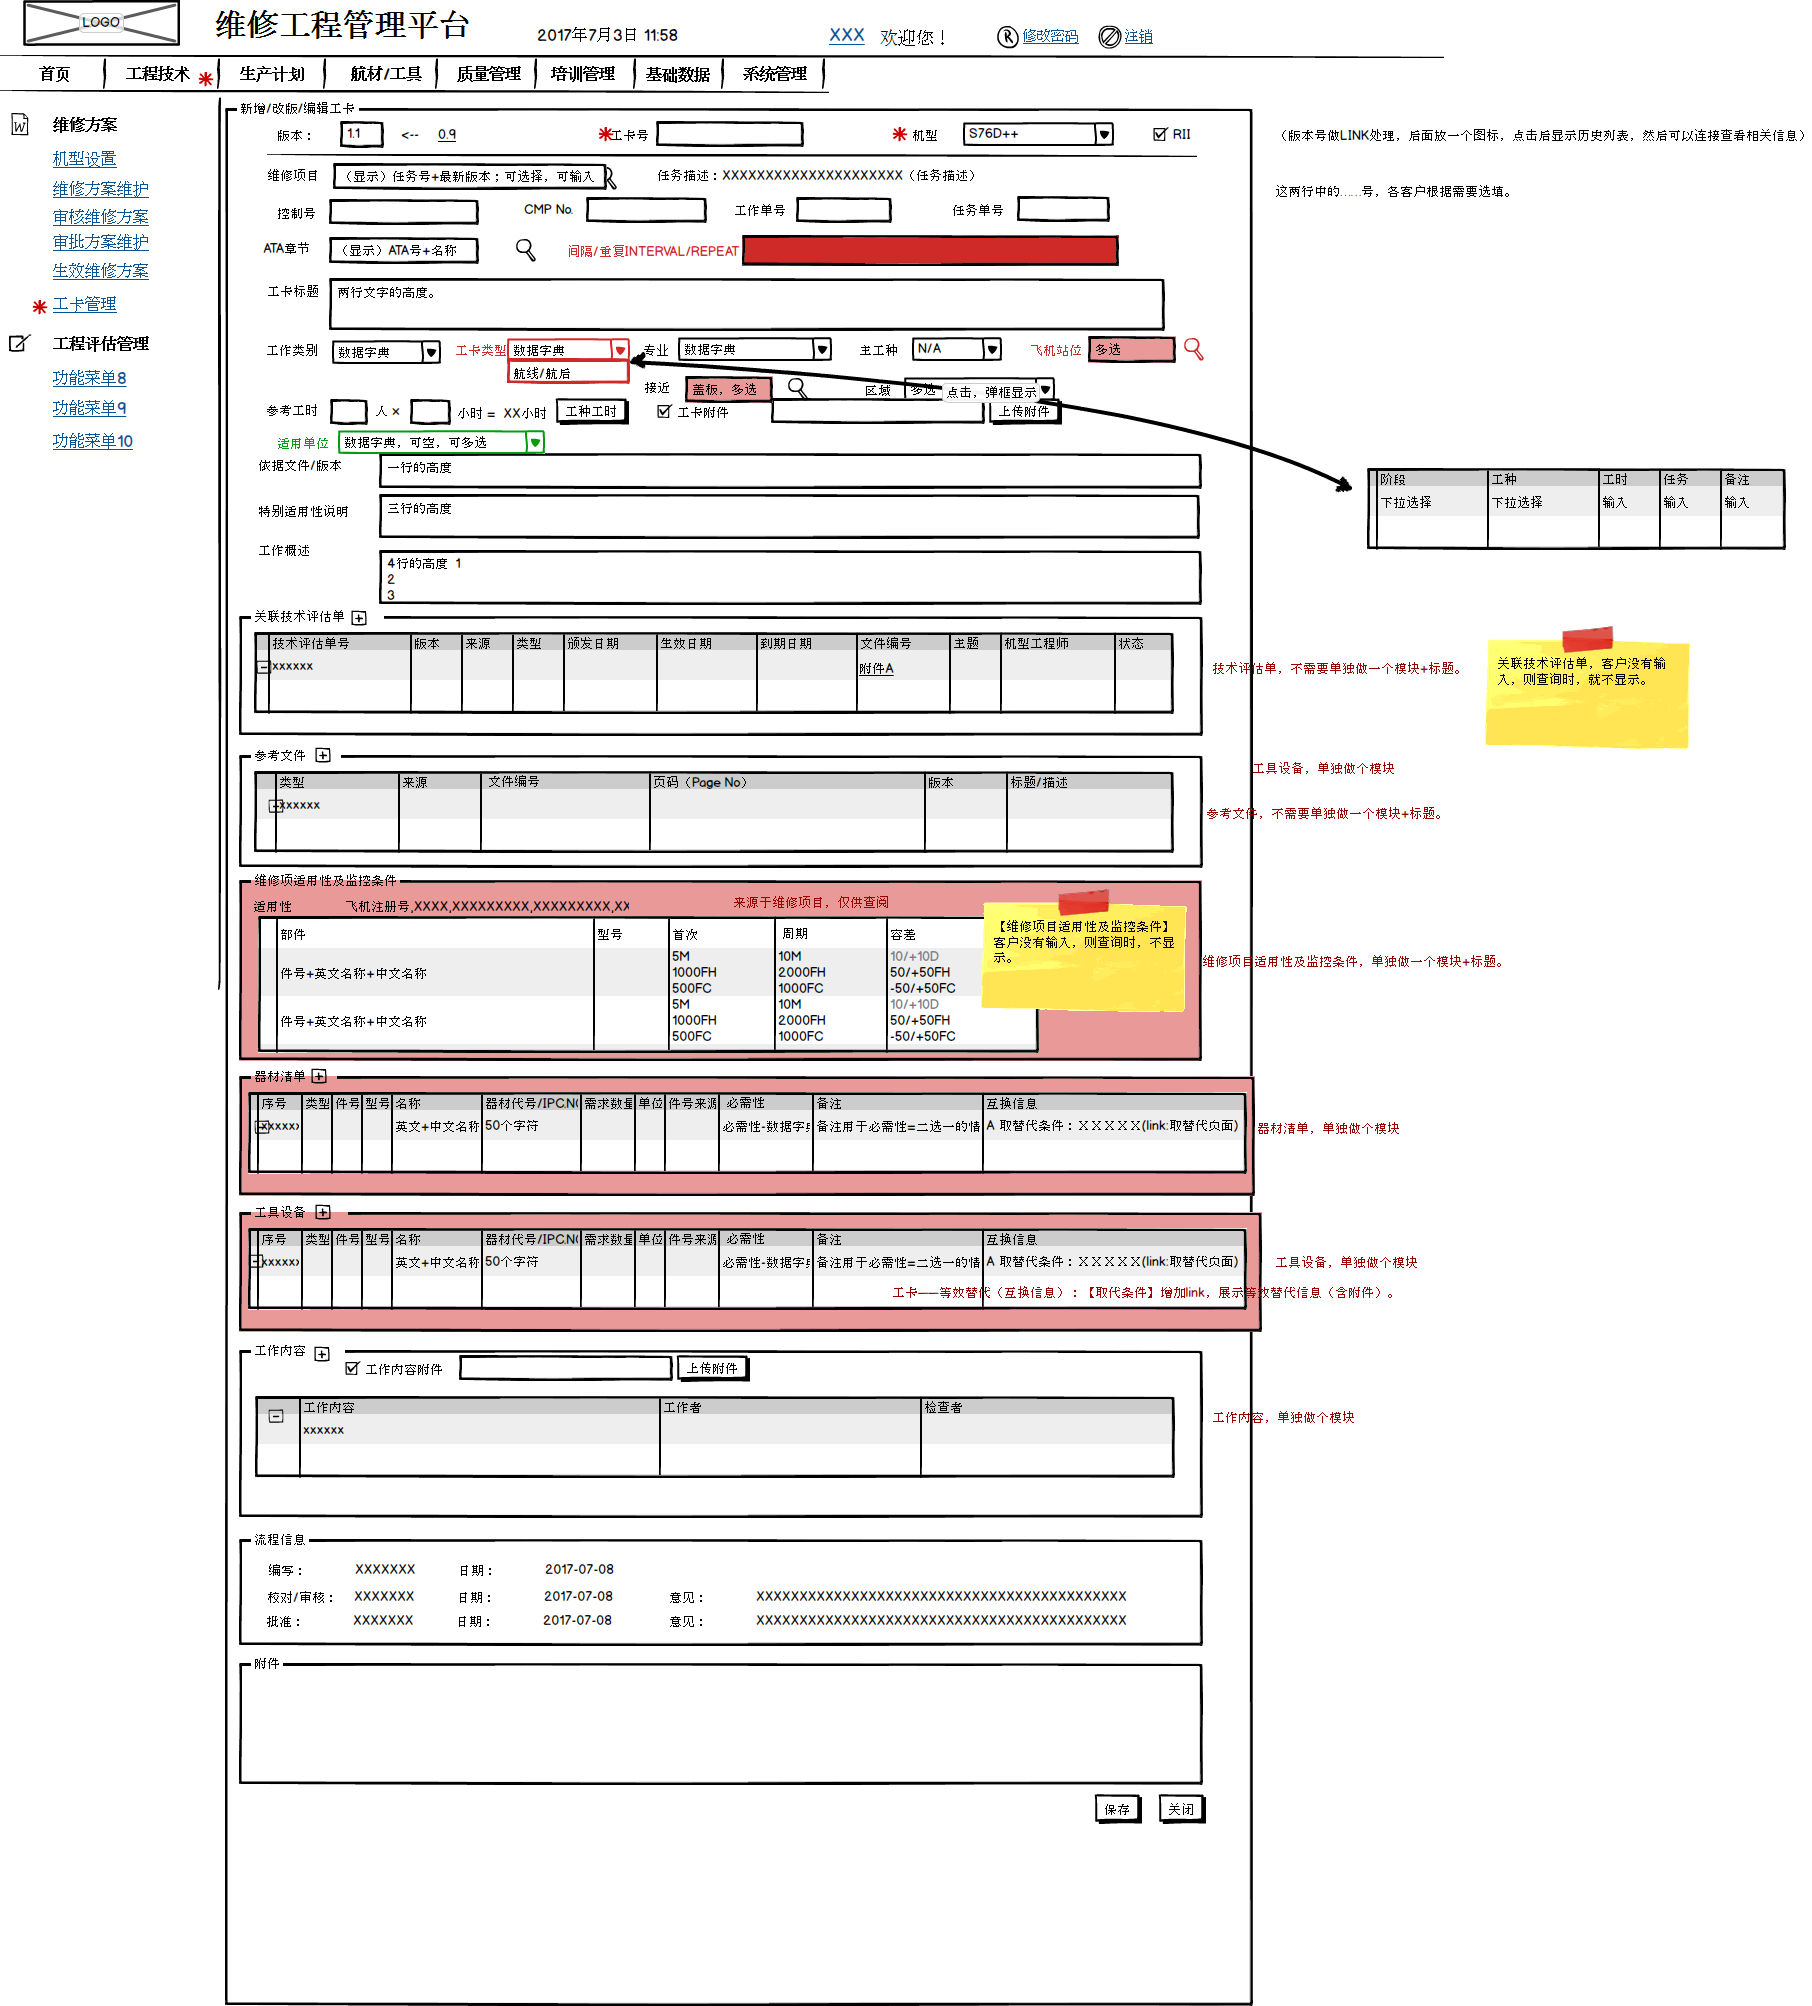 LOGO
维修工程管理平台
2017年7月3日 11:58
XXX 欢迎您！
修改密码
注销
首页 工程技术 生产计划 航材/工具 质量管理 培训管理 基础数据 系统管理
维修方案
机型设置
维修方案维护
审核维修方案
审批方案维护
生效维修方案
工卡管理
工程评估管理
功能菜单8
功能菜单9
功能菜单10
新增/改版/编辑工卡
版本： 1.1 <-- 0.9 工卡号 机型 S76D++ RII
（版本号做LINK处理，后面放一个图标，点击后显示历史列表，然后可以连接查看相关信息）
维修项目 （显示）任务号+最新版本；可选择，可输入 任务描述：XXXXXXXXXXXXXXXXXXXXX（任务描述）
这两行中的……号，各客户根据需要选填。
控制号 CMP No. 工作单号 任务单号
ATA章节 （显示）ATA号+名称 间隔/重复INTERVAL/REPEAT
工卡标题 两行文字的高度。
工作类别 数据字典 工卡类型 数据字典 专业 数据字典 主工种 N/A 飞机站位 多选
航线/航后
接近 盖板，多选 区域 多选 点击，弹框显示
参考工时 人 × 小时 = XX小时 工种工时 工卡附件 上传附件
适用单位 数据字典，可空，可多选
依据文件/版本 一行的高度
特别适用性说明 三行的高度
工作概述 4行的高度 1
2
3
阶段 工种 工时 任务 备注
下拉选择 下拉选择 输入 输入 输入
关联技术评估单
技术评估单号 版本 来源 类型 颁发日期 生效日期 到期日期 文件编号 主题 机型工程师 状态
xxxxxx 附件A
技术评估单，不需要单独做一个模块+标题。
关联技术评估单，客户没有输
入，则查询时，就不显示。
参考文件
类型 来源 文件编号 页码（Page No） 版本 标题/描述
xxxxxx
工具设备，单独做个模块
参考文件，不需要单独做一个模块+标题。
维修项适用性及监控条件
适用性 飞机注册号,XXXX,XXXXXXXXX,XXXXXXXXX,XX 来源于维修项目，仅供查阅
部件 型号 首次 周期 容差
件号+英文名称+中文名称
5M 10M 10/+10D
1000FH 2000FH 50/+50FH
500FC 1000FC -50/+50FC
件号+英文名称+中文名称
5M 10M 10/+10D
1000FH 2000FH 50/+50FH
500FC 1000FC -50/+50FC
【维修项目适用性及监控条件】
客户没有输入，则查询时，不显
示。
维修项目适用性及监控条件，单独做一个模块+标题。
器材清单
序号 类型 件号 型号 名称 器材代号/IPC.N 需求数量 单位 件号来源 必需性 备注 互换信息
xxxxx 英文+中文名称 50个字符 必需性-数据字 备注用于必需性=二选一的情 A 取替代条件：XXXXX(link:取替代页面)
器材清单，单独做个模块
工具设备
序号 类型 件号 型号 名称 器材代号/IPC.N 需求数量 单位 件号来源 必需性 备注 互换信息
xxxxx 英文+中文名称 50个字符 必需性-数据字 备注用于必需性=二选一的情 A 取替代条件：XXXXX(link:取替代页面)
工具设备，单独做个模块
工卡——等效替代（互换信息）：【取代条件】增加link，展示等效替代信息（含附件）。
工作内容
工作内容附件 上传附件
工作内容 工作者 检查者
xxxxxx
工作内容，单独做个模块
流程信息
编写： XXXXXXX 日期： 2017-07-08
校对/审核： XXXXXXX 日期： 2017-07-08 意见： XXXXXXXXXXXXXXXXXXXXXXXXXXXXXXXXXXXXXXXXXXX
批准： XXXXXXX 日期： 2017-07-08 意见： XXXXXXXXXXXXXXXXXXXXXXXXXXXXXXXXXXXXXXXXXXX
附件
保存 关闭